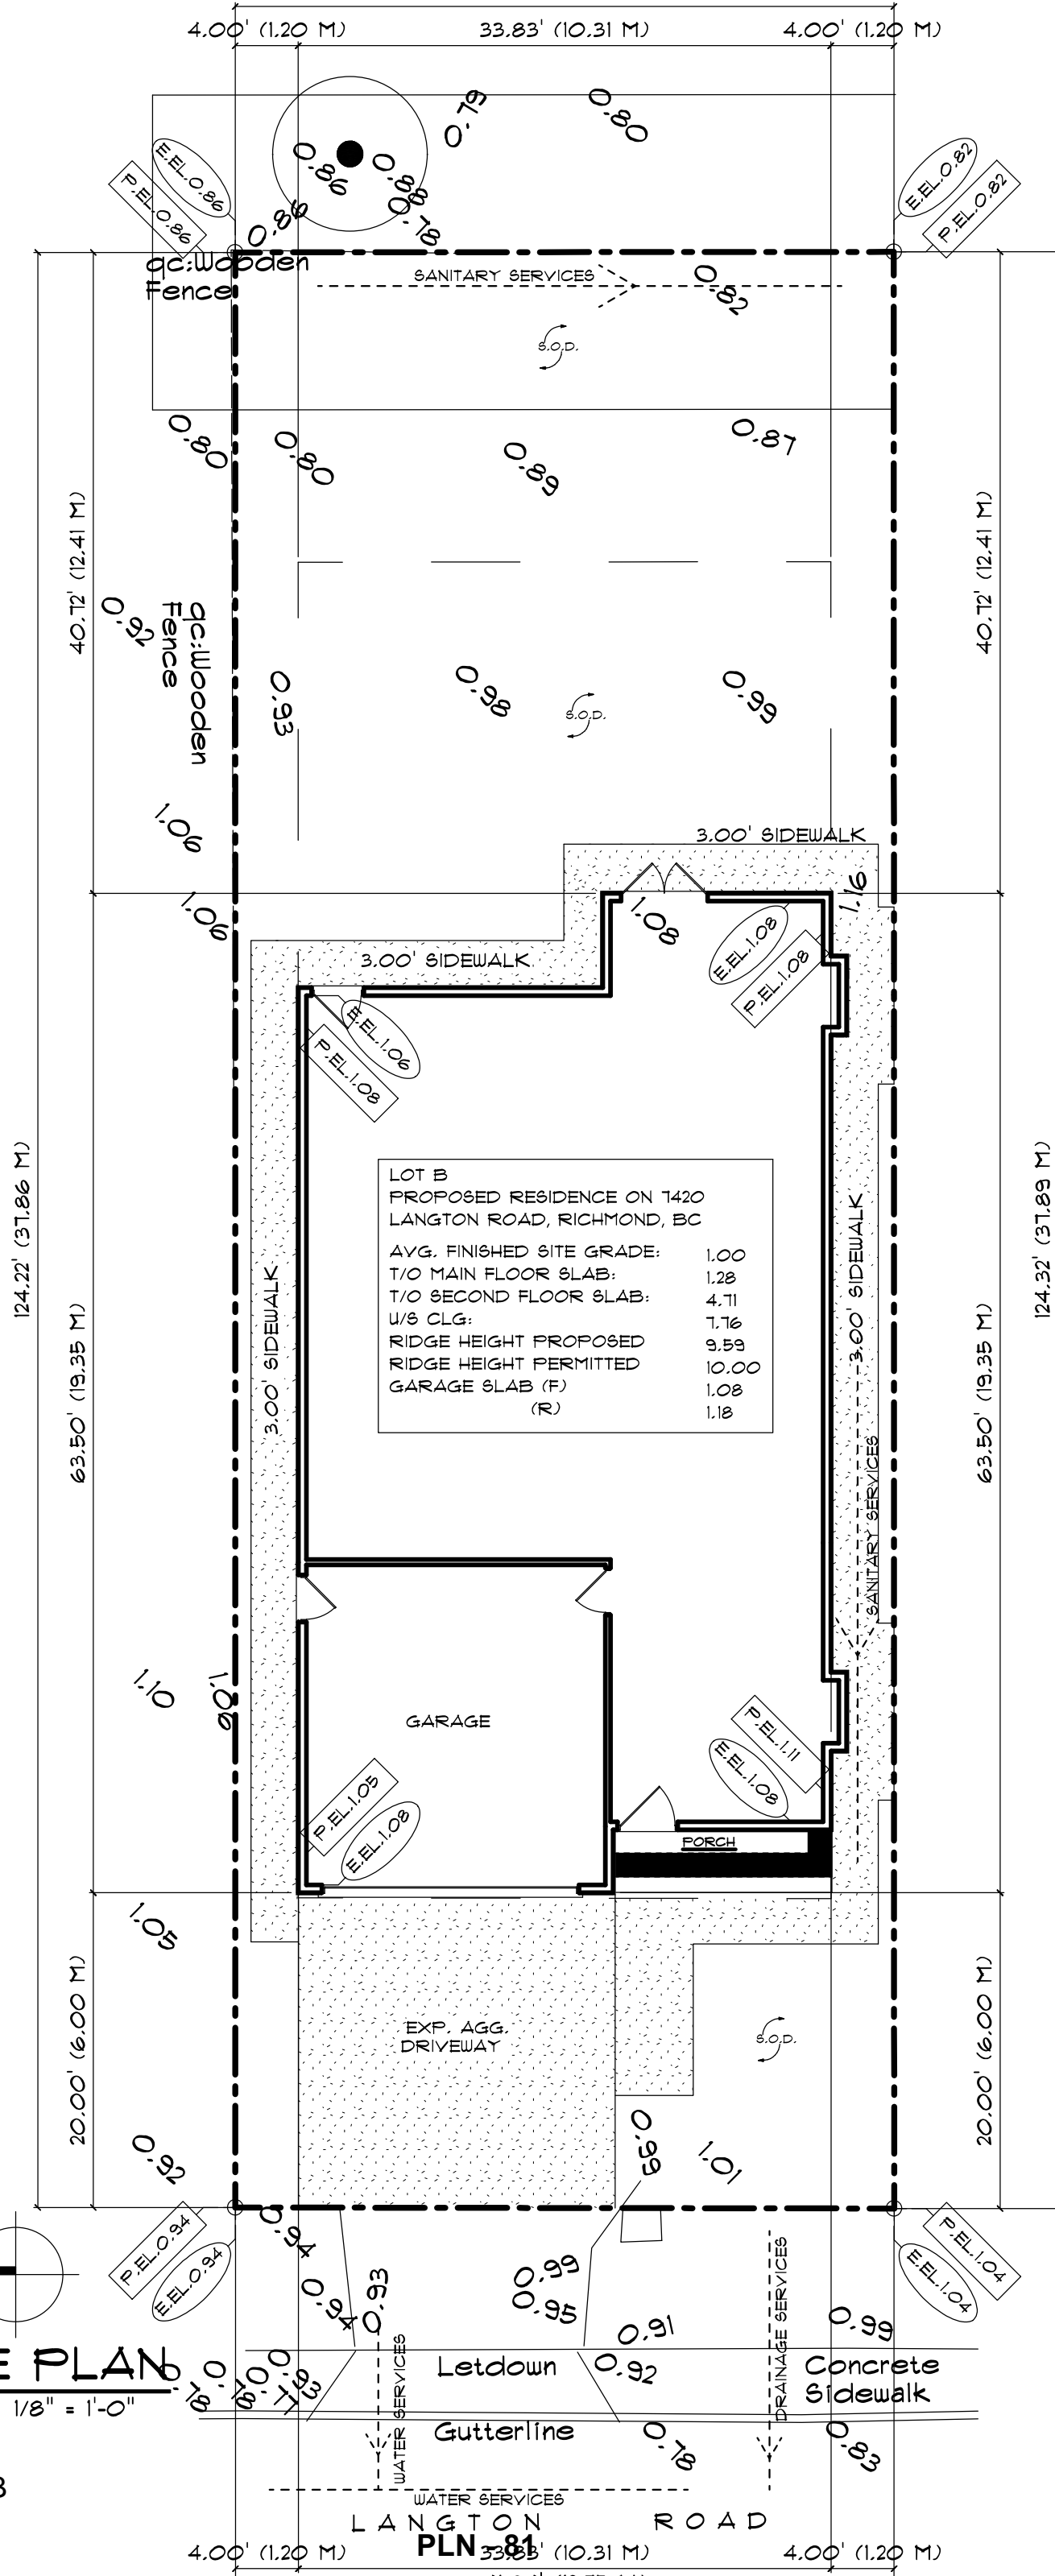 4.00' (1.20 M)
33.83' (10.31 M)
4.00' (1.20 M)
0.79
0.80
0.86
0.88
0.78
0.86
E.EL.0.86
P.EL.0.86
E.EL.0.82
P.EL.0.82
qc:Wooden
Fence
SANITARY SERVICES
0.82
S.O.D.
0.80
0.80
0.89
0.87
40.72' (12.41 M)
40.72' (12.41 M)
0.92
qc:Wooden
Fence
0.93
0.98
S.O.D.
0.99
1.06
3.00' SIDEWALK
1.06
1.08
1.16
E.EL.1.08
P.EL.1.08
3.00' SIDEWALK
E.EL.1.06
P.EL.1.08
124.22' (37.86 M)
124.32' (37.89 M)
LOT B
PROPOSED RESIDENCE ON 7420
LANGTON ROAD, RICHMOND, BC
AVG. FINISHED SITE GRADE: 1.00
T/O MAIN FLOOR SLAB: 1.28
T/O SECOND FLOOR SLAB: 4.71
U/S CLG: 7.76
RIDGE HEIGHT PROPOSED 9.59
RIDGE HEIGHT PERMITTED 10.00
GARAGE SLAB (F) 1.08
(R) 1.18
3.00' SIDEWALK
3.00' SIDEWALK
63.50' (19.35 M)
63.50' (19.35 M)
SANITARY SERVICES
1.10
1.06
GARAGE
P.EL.1.11
E.EL.1.08
P.EL.1.05
E.EL.1.08
PORCH
1.05
EXP. AGG.
DRIVEWAY
S.O.D.
20.00' (6.00 M)
20.00' (6.00 M)
0.92
0.99
1.01
P.EL.0.94
E.EL.0.94
0.94
P.EL.1.04
E.EL.1.04
0.94
0.93
0.99
0.95
0.91
0.99
E PLAN
1/8" = 1'-0"
0.78
0.78
0.77
0.93
WATER SERVICES
Letdown
0.92
DRAINAGE SERVICES
Concrete
Sidewalk
Gutterline
0.78
0.83
WATER SERVICES
LANGTON ROAD
4.00' (1.20 M)
33.83' (10.31 M)
4.00' (1.20 M)
PLN - 81